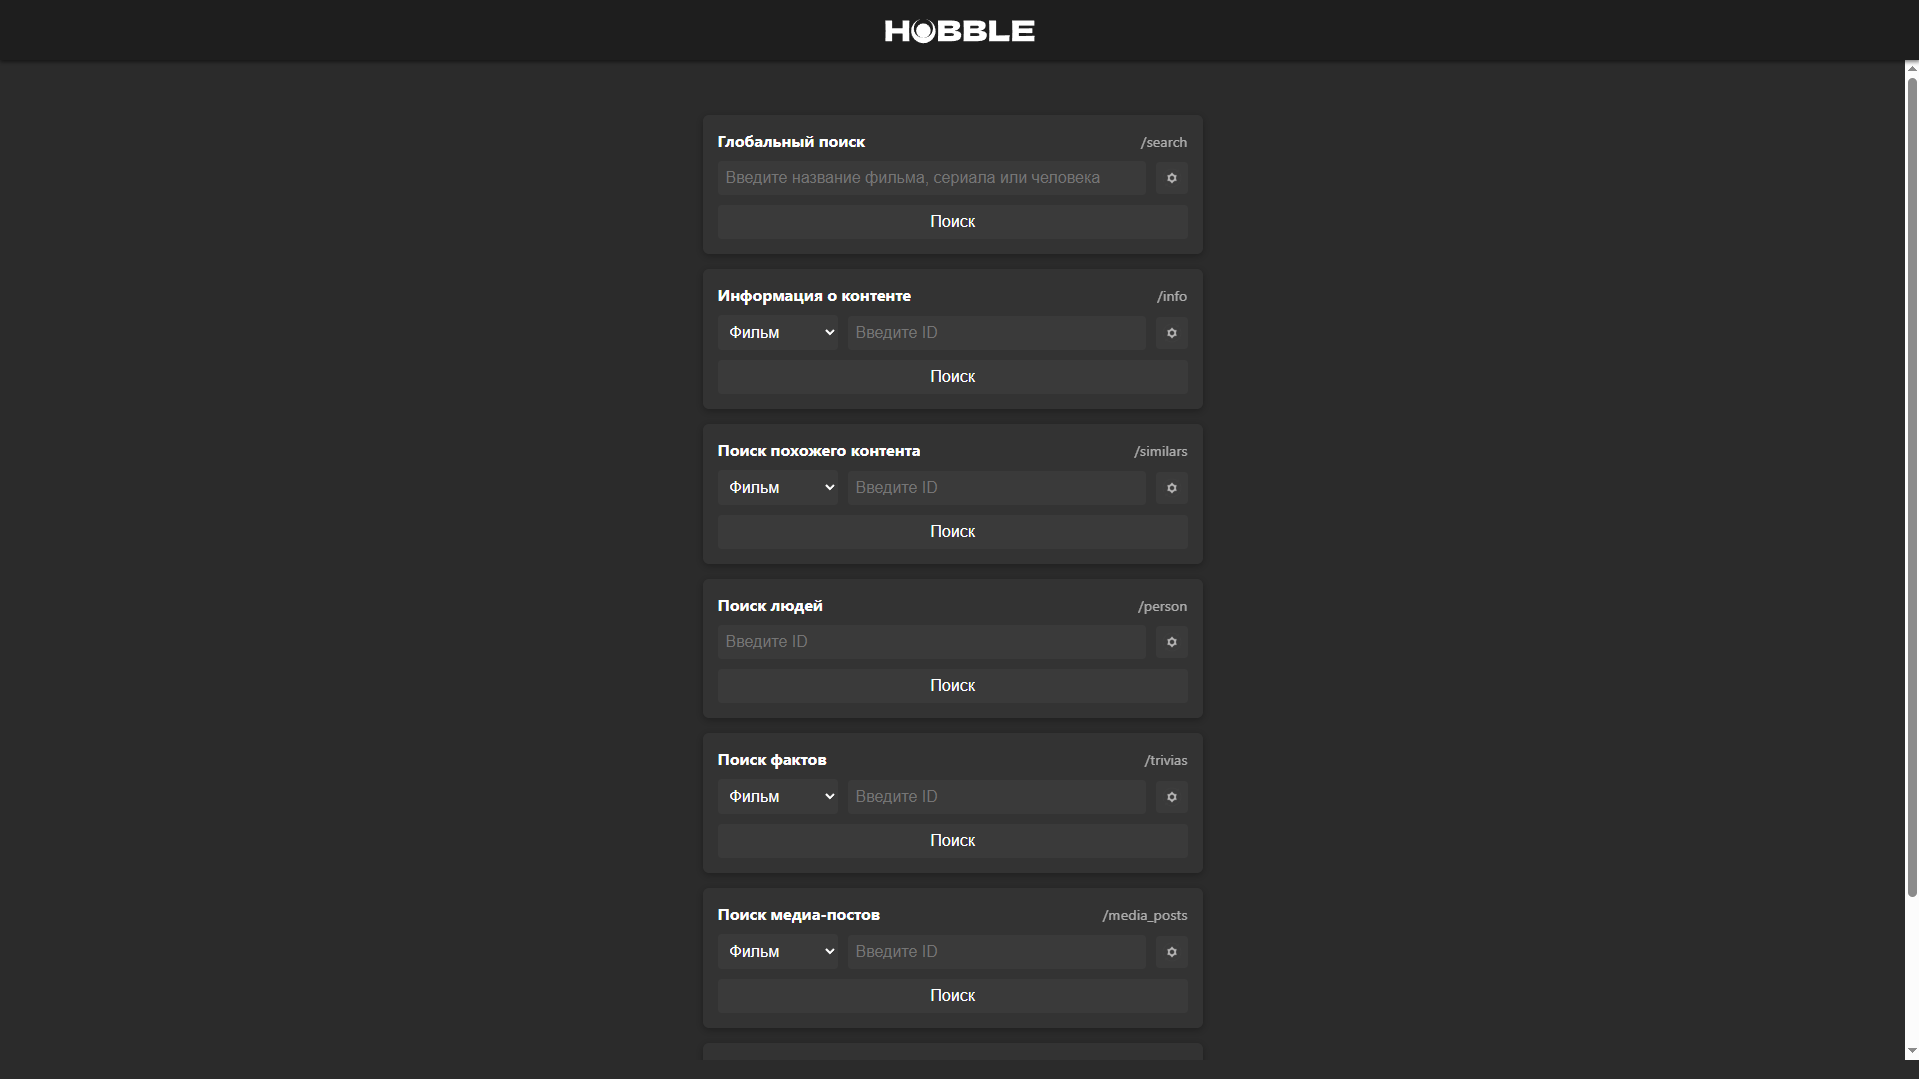 HOBBLE
Глобальный поиск /search
Введите название фильма, сериала или человека
Поиск
Информация о контенте /info
Фильм Введите ID
Поиск
Поиск похожего контента /similars
Фильм Введите ID
Поиск
Поиск людей /person
Введите ID
Поиск
Поиск фактов /trivias
Фильм Введите ID
Поиск
Поиск медиа-постов /media_posts
Фильм Введите ID
Поиск